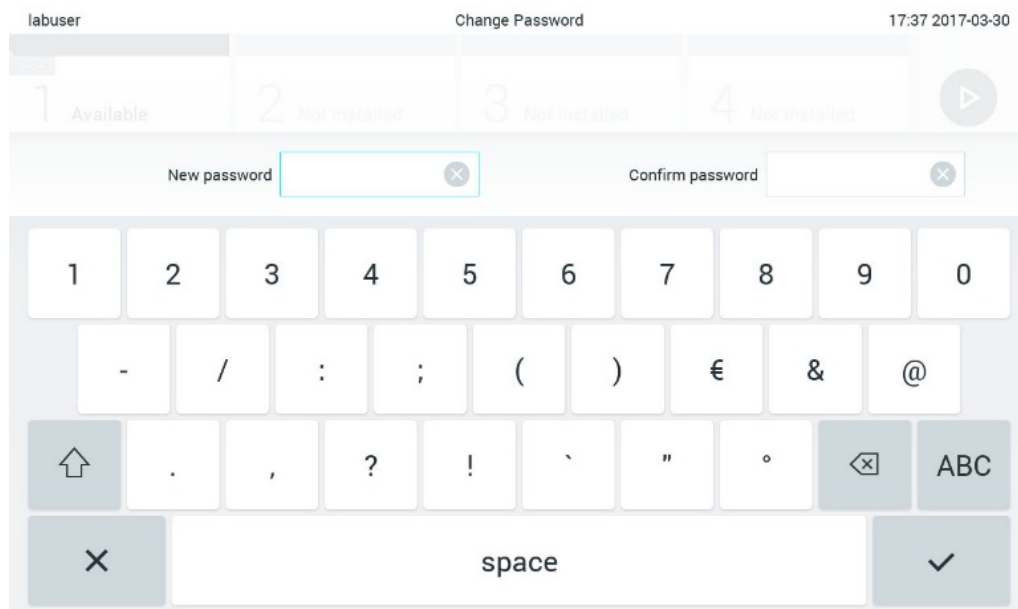 labuser Change Password 17:37 2017-03-30
1 Available 2 Not installed 3 Not installed 4 Not installed
New password Confirm password
1 2 3 4 5 6 7 8 9 0
- / : ; ( ) € & @
. , ? ! ` " ° ABC
space